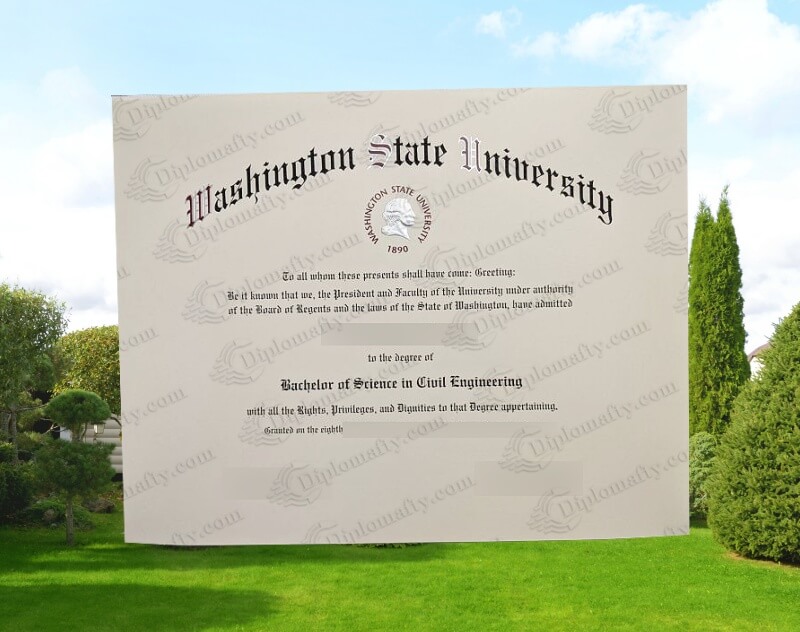 Washington State University
WASHINGTON STATE UNIVERSITY
1890
To all whom these presents shall have come: Greeting:
Be it known that we, the President and Faculty of the University under authority
of the Board of Regents and the laws of the State of Washington, have admitted
to the degree of
Bachelor of Science in Civil Engineering
with all the Rights, Privileges, and Dignities to that Degree appertaining.
Granted on the eighth
Diplomafty.com